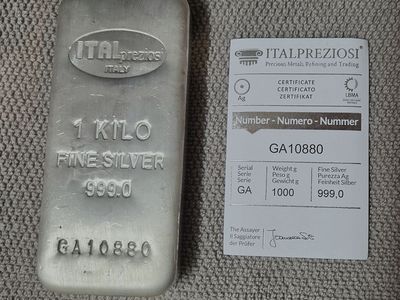 ITALpreziosi
ITALY
1 KILO
FINE SILVER
999.0
GA10880
ITALPREZIOSI
Precious Metals, Refining and Trading
Ag
CERTIFICATE
CERTIFICATO
ZERTIFIKAT
LBMA
Number - Numero - Nummer
GA10880
Serial Weight g Fine Silver
Serie Peso g Purezza Ag
Serie Gewicht g Feinheit Silber
GA 1000 999,0
The Assayer
Il Saggiatore
der Prüfer